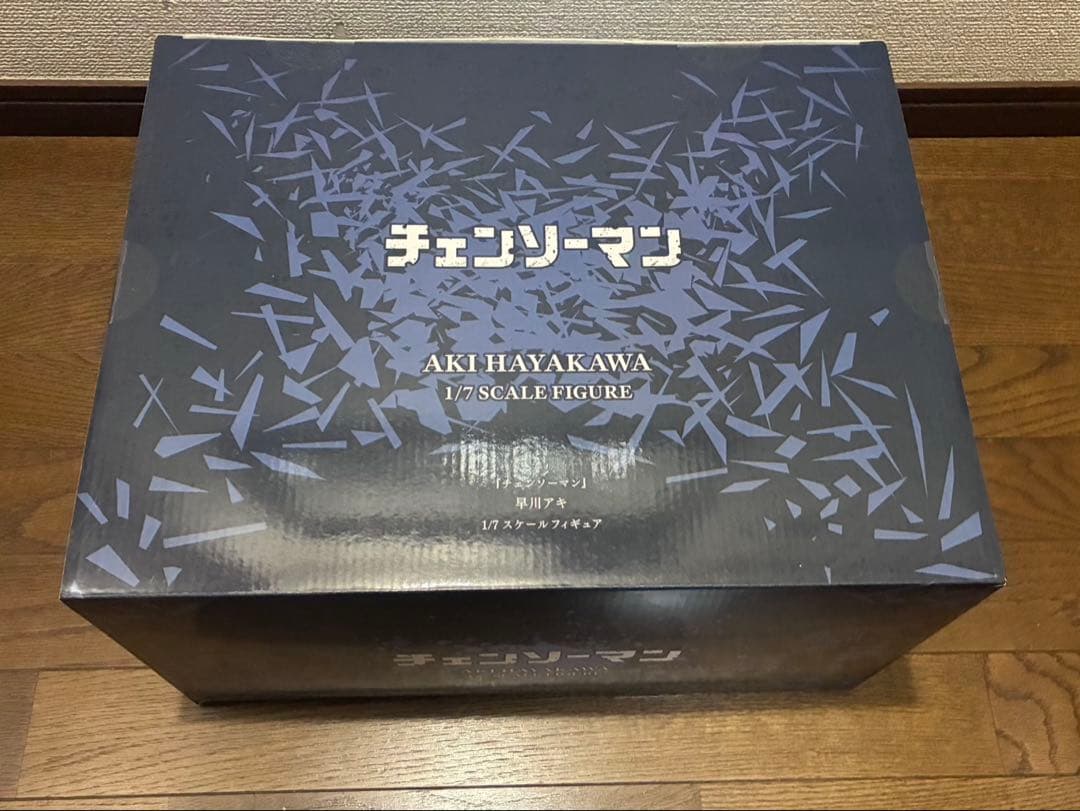 チェンソーマン
AKI HAYAKAWA
1/7 SCALE FIGURE
『チェンソーマン』
早川アキ
1/7 スケールフィギュア
チェンソーマン